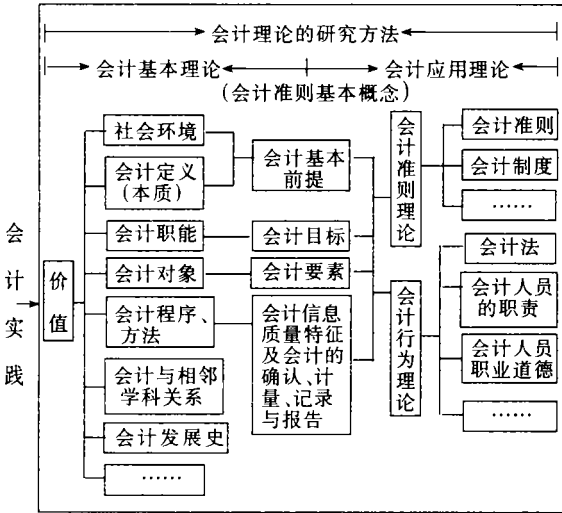 会计理论的研究方法
会计基本理论
会计应用理论
(会计准则基本概念)
会计实践
价值
社会环境
会计定义
(本质)
会计职能
会计对象
会计程序、
方法
会计与相邻
学科关系
会计发展史
……
会计基本
前提
会计目标
会计要素
会计信息
质量特征
及会计的
确认、计
量、记录
与报告
会计准则理论
会计行为理论
会计准则
会计制度
……
会计法
会计人员
的职责
会计人员
职业道德
……